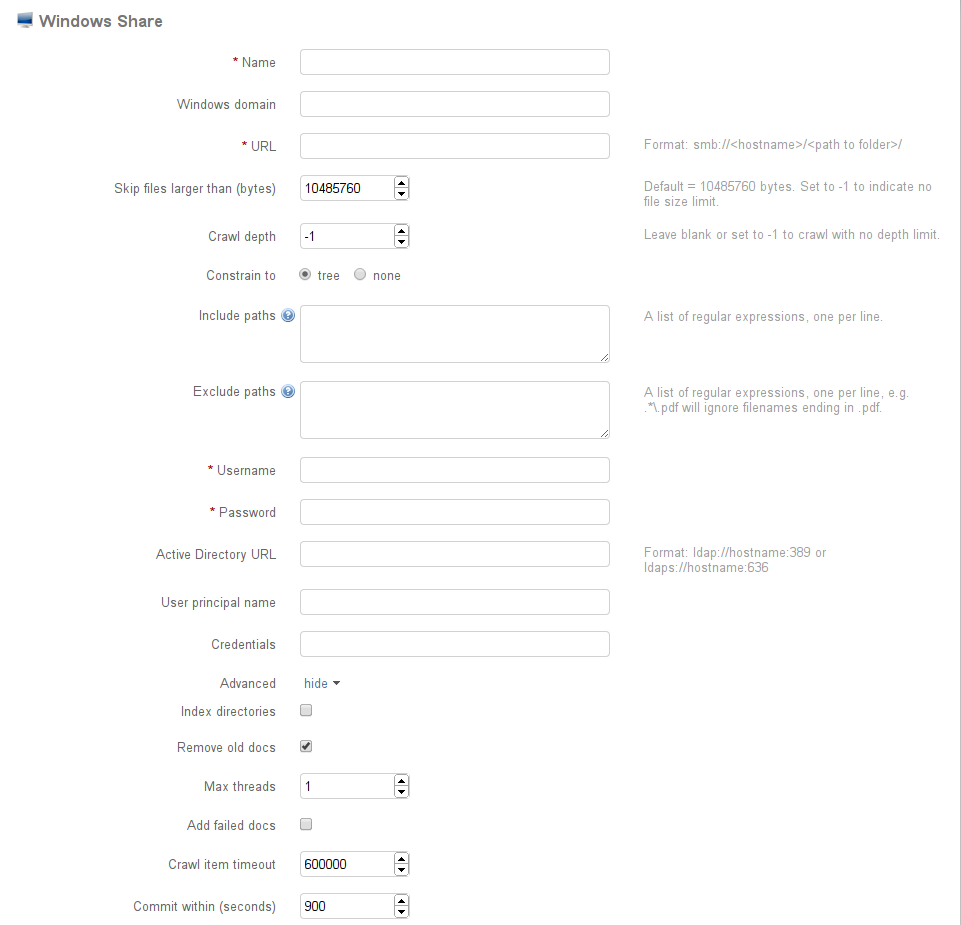 Windows Share
* Name
Windows domain
* URL
Format: smb://<hostname>/<path to folder>/
Skip files larger than (bytes) 10485760
Default = 10485760 bytes. Set to -1 to indicate no
file size limit.
Crawl depth -1
Leave blank or set to -1 to crawl with no depth limit.
Constrain to tree none
Include paths ?
A list of regular expressions, one per line.
Exclude paths ?
A list of regular expressions, one per line, e.g.
.*\.pdf will ignore filenames ending in .pdf.
* Username
* Password
Active Directory URL
Format: ldap://hostname:389 or
ldaps://hostname:636
User principal name
Credentials
Advanced hide
Index directories
Remove old docs
Max threads 1
Add failed docs
Crawl item timeout 600000
Commit within (seconds) 900